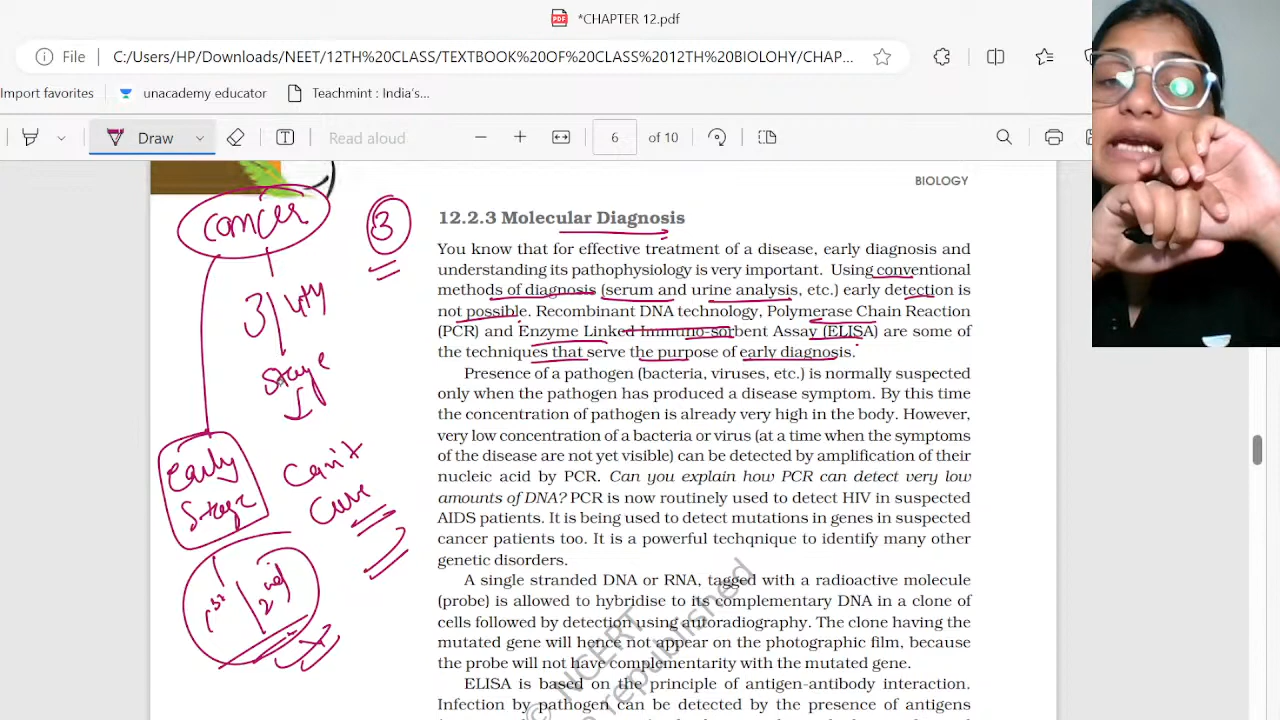 *CHAPTER 12.pdf
File C:/Users/HP/Downloads/NEET/12TH%20CLASS/TEXTBOOK%20OF%20CLASS%2012TH%20BIOLOHY/CHAP...
Import favorites unacademy educator Teachmint : India's...
Draw Read aloud 6 of 10
BIOLOGY
cancer
3
12.2.3 Molecular Diagnosis
You know that for effective treatment of a disease, early diagnosis and
understanding its pathophysiology is very important. Using conventional
methods of diagnosis (serum and urine analysis, etc.) early detection is
not possible. Recombinant DNA technology, Polymerase Chain Reaction
(PCR) and Enzyme Linked Immuno-sorbent Assay (ELISA) are some of
the techniques that serve the purpose of early diagnosis.
3 4th
stage
Presence of a pathogen (bacteria, viruses, etc.) is normally suspected
only when the pathogen has produced a disease symptom. By this time
the concentration of pathogen is already very high in the body. However,
very low concentration of a bacteria or virus (at a time when the symptoms
of the disease are not yet visible) can be detected by amplification of their
nucleic acid by PCR. Can you explain how PCR can detect very low
amounts of DNA? PCR is now routinely used to detect HIV in suspected
AIDS patients. It is being used to detect mutations in genes in suspected
cancer patients too. It is a powerful techqnique to identify many other
genetic disorders.
early
stage
can't
cure
1st 2nd
A single stranded DNA or RNA, tagged with a radioactive molecule
(probe) is allowed to hybridise to its complementary DNA in a clone of
cells followed by detection using autoradiography. The clone having the
mutated gene will hence not appear on the photographic film, because
the probe will not have complementarity with the mutated gene.
ELISA is based on the principle of antigen-antibody interaction.
Infection by pathogen can be detected by the presence of antigens
© NCERT
republished